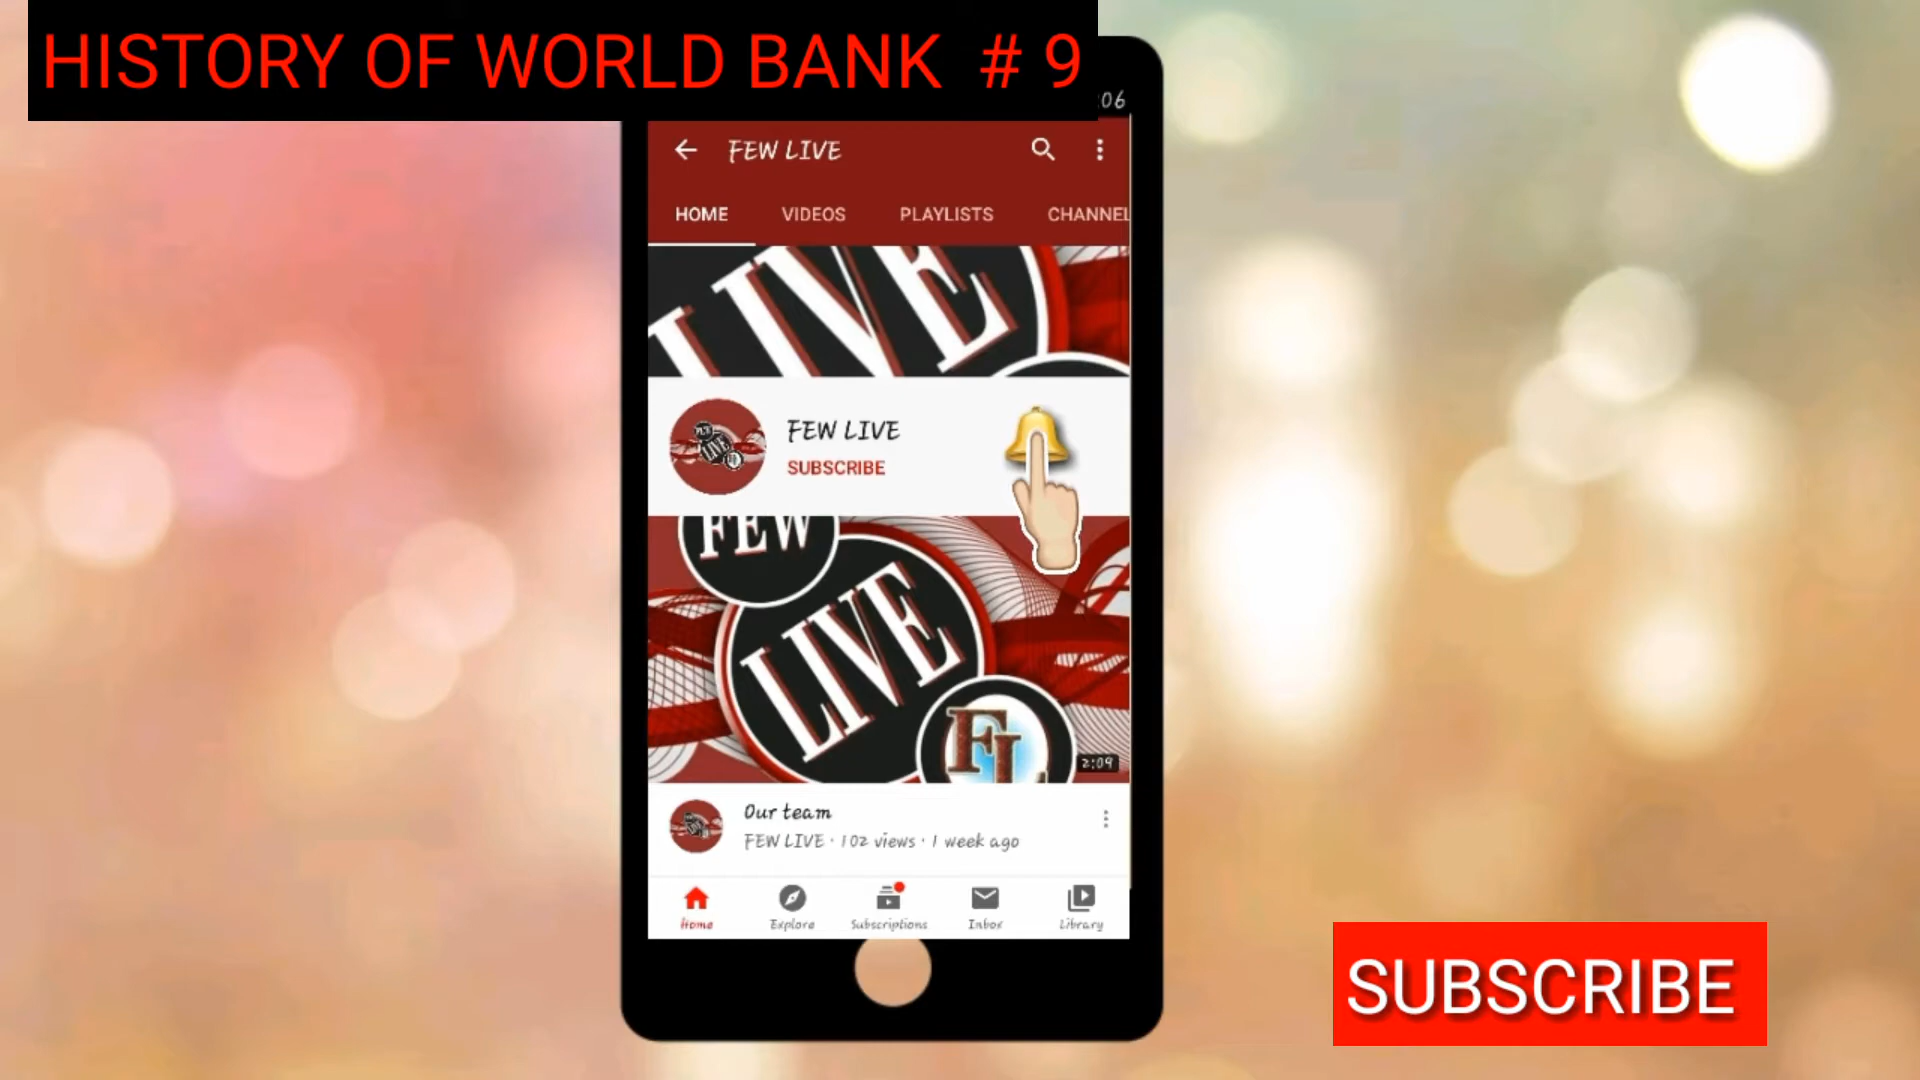 HISTORY OF WORLD BANK # 9
:06
FEW LIVE
HOME VIDEOS PLAYLISTS CHANNEL
LIVE
FEW LIVE
SUBSCRIBE
FEW
LIVE
FL
2:09
Our team
FEW LIVE · 102 views · 1 week ago
Home Explore Subscriptions Inbox Library
SUBSCRIBE